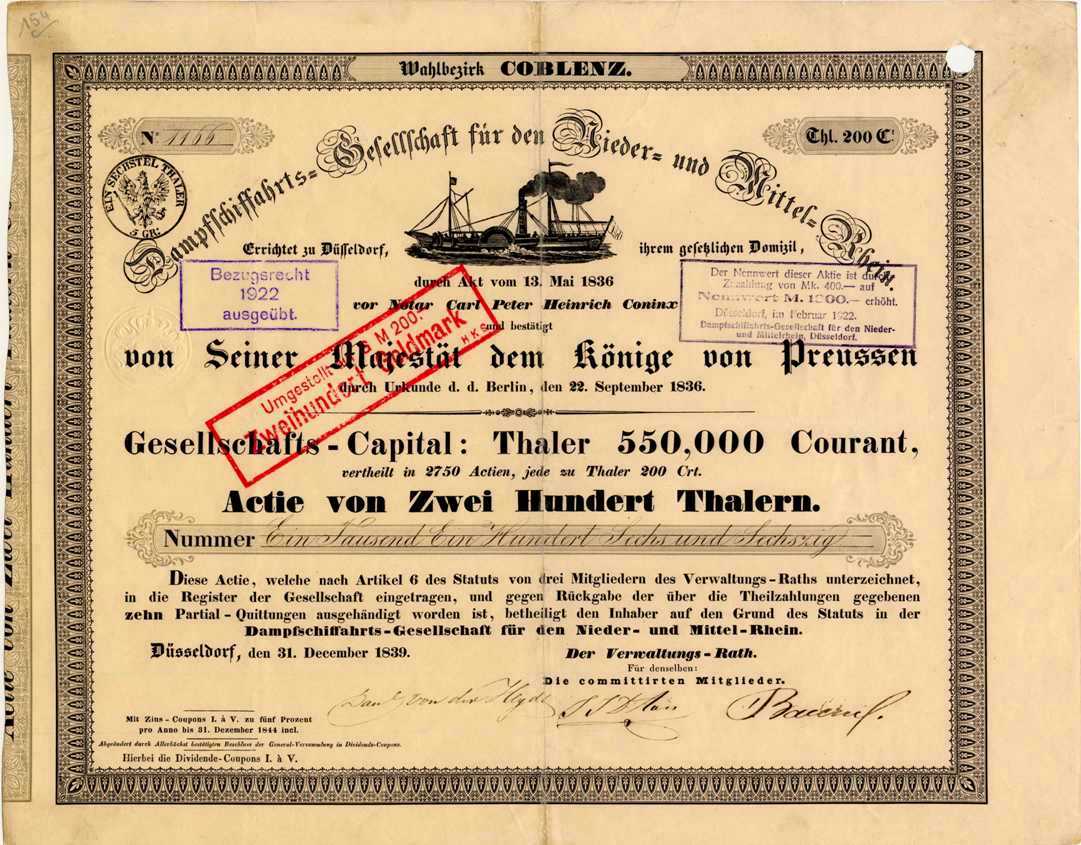 154
Wahlbezirk COBLENZ.
No 1166
Thl. 200 Ct
Dampfschiffahrts-Gesellschaft für den Nieder- und Mittel-Rhein.
EIN SECHSTEL THALER
5 GR:
Errichtet zu Düsseldorf, ihrem gesetzlichen Domizil,
durch Akt vom 13. Mai 1836
vor Notar Carl Peter Heinrich Coninx
und bestätigt
Bezugsrecht
1922
ausgeübt.
Der Nennwert dieser Aktie ist durch
Zuzahlung von Mk. 400.— auf
Nennwert M. 1000.— erhöht.
Düsseldorf, im Februar 1922.
Dampfschiffahrts-Gesellschaft für den Nieder-
und Mittelrhein, Düsseldorf.
von Seiner Majestät dem Könige von Preussen
durch Urkunde d. d. Berlin, den 22. September 1836.
Umgestellt G M 200.-
Zweihundert Goldmark
HKS
Gesellschafts-Capital: Thaler 550,000 Courant,
vertheilt in 2750 Actien, jede zu Thaler 200 Crt.
Actie von Zwei Hundert Thalern.
Nummer Ein Tausend Ein Hundert Sechs und Sechszig
Diese Actie, welche nach Artikel 6 des Statuts von drei Mitgliedern des Verwaltungs-Raths unterzeichnet,
in die Register der Gesellschaft eingetragen, und gegen Rückgabe der über die Theilzahlungen gegebenen
zehn Partial-Quittungen ausgehändigt worden ist, betheiligt den Inhaber auf den Grund des Statuts in der
Dampfschiffahrts-Gesellschaft für den Nieder- und Mittel-Rhein.
Düsseldorf, den 31. December 1839.
Der Verwaltungs-Rath.
Für denselben:
Die committirten Mitglieder.
von der Heydt
Mit Zins-Coupons I. à V. zu fünf Prozent
pro Anno bis 31. Dezember 1844 incl.
Abgeändert durch Allerhöchst bestätigten Beschluss der General-Versammlung in Dividende-Coupons.
Hierbei die Dividende-Coupons I. à V.